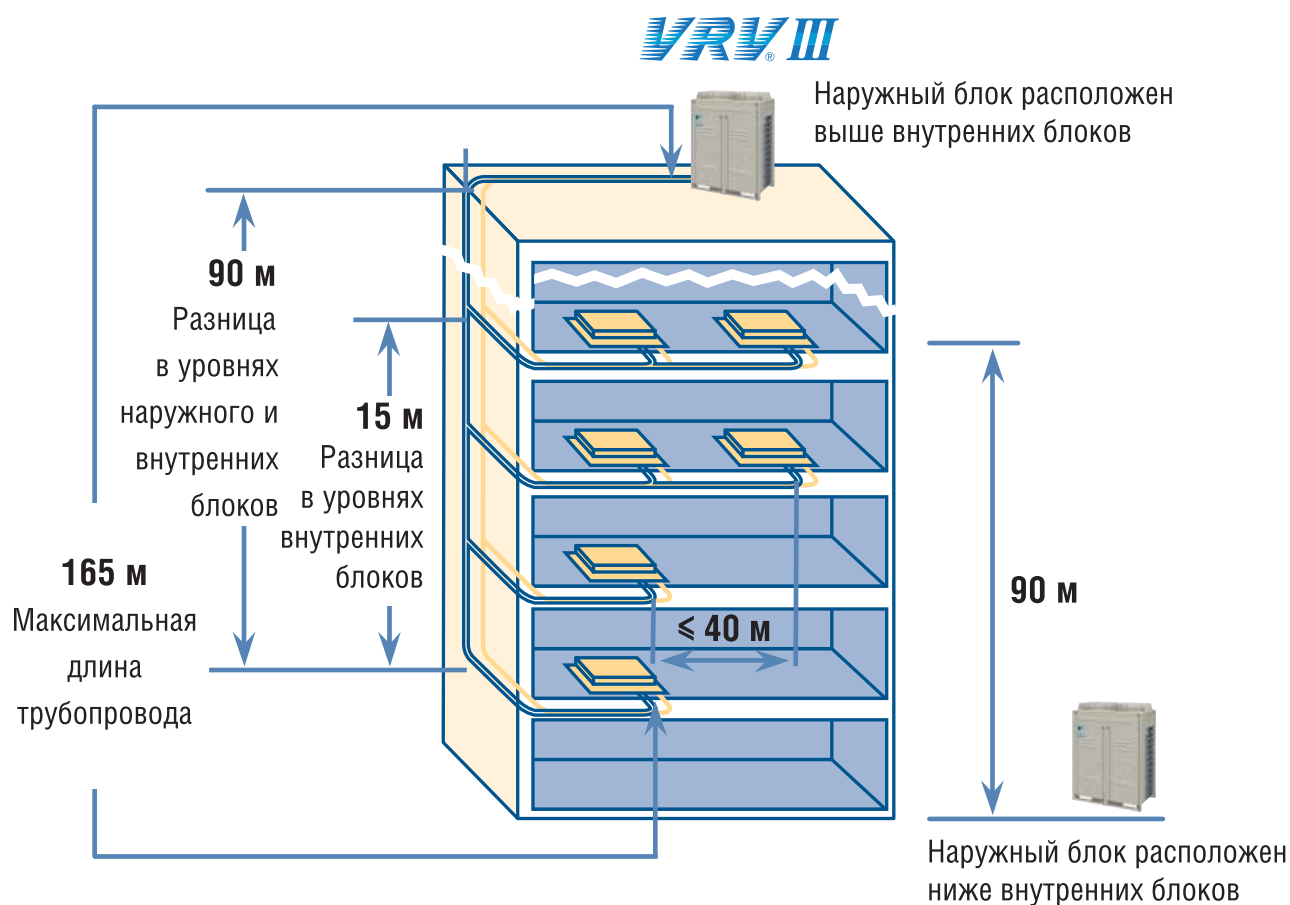 VRV® III
Наружный блок расположен
выше внутренних блоков
90 м
Разница
в уровнях
наружного и
внутренних
блоков
15 м
Разница
в уровнях
внутренних
блоков
165 м
Максимальная
длина
трубопровода
≤ 40 м
90 м
Наружный блок расположен
ниже внутренних блоков